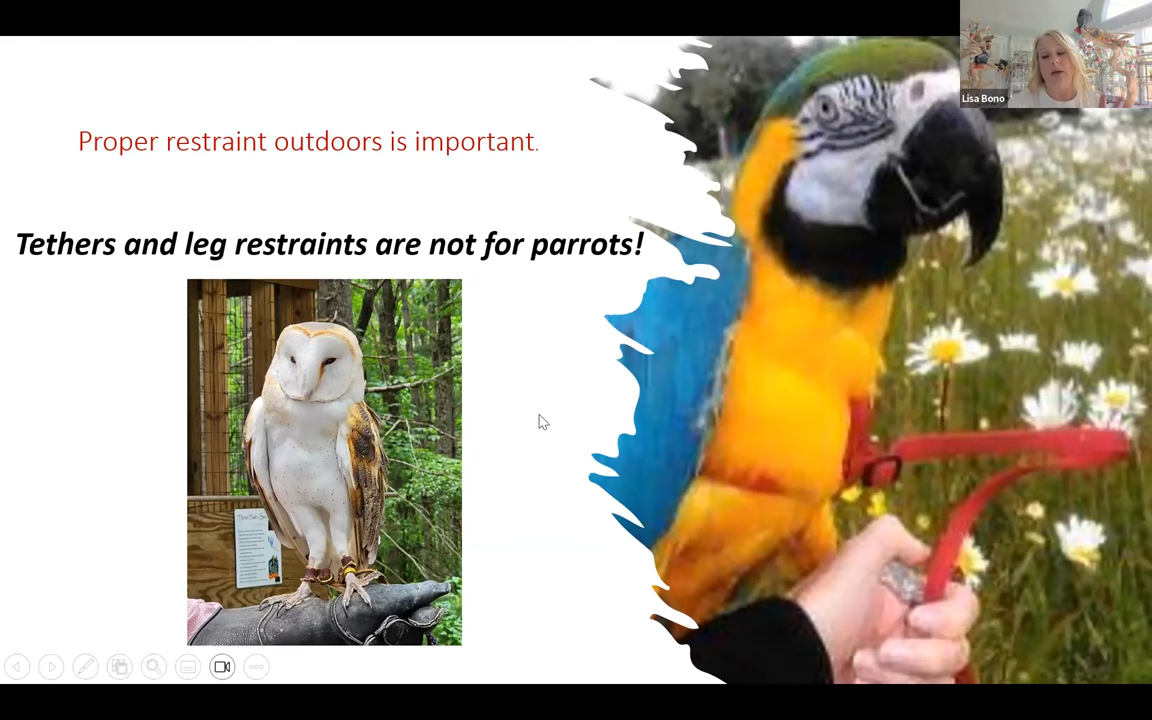 Lisa Bono
Proper restraint outdoors is important.
Tethers and leg restraints are not for parrots!